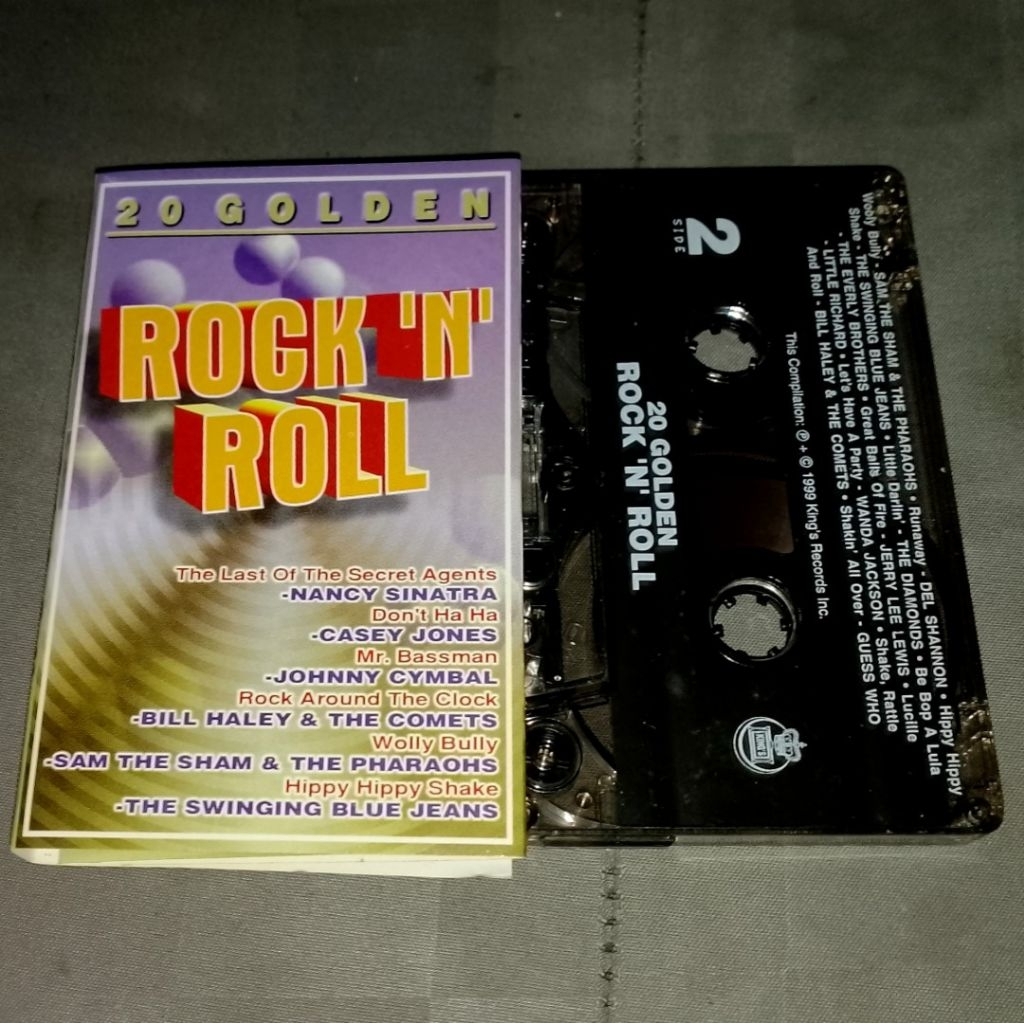 20 GOLDEN
ROCK 'N'
ROLL
The Last Of The Secret Agents
-NANCY SINATRA
Don't Ha Ha
-CASEY JONES
Mr. Bassman
-JOHNNY CYMBAL
Rock Around The Clock
-BILL HALEY & THE COMETS
Wolly Bully
-SAM THE SHAM & THE PHARAOHS
Hippy Hippy Shake
-THE SWINGING BLUE JEANS
Wooly Bully - SAM THE SHAM & THE PHARAOHS • Runaway - DEL SHANNON • Hippy Hippy
Shake - THE SWINGING BLUE JEANS • Little Darlin' - THE DIAMONDS • Be Bop A Lula
- THE EVERLY BROTHERS • Great Balls Of Fire - JERRY LEE LEWIS • Lucille
- LITTLE RICHARD • Let's Have A Party - WANDA JACKSON • Shake, Rattle
And Roll - BILL HALEY & THE COMETS • Shakin' All Over - GUESS WHO
This Compilation: ℗ + © 1999 King's Records Inc.
2
SIDE
20 GOLDEN
ROCK 'N' ROLL
KING'S